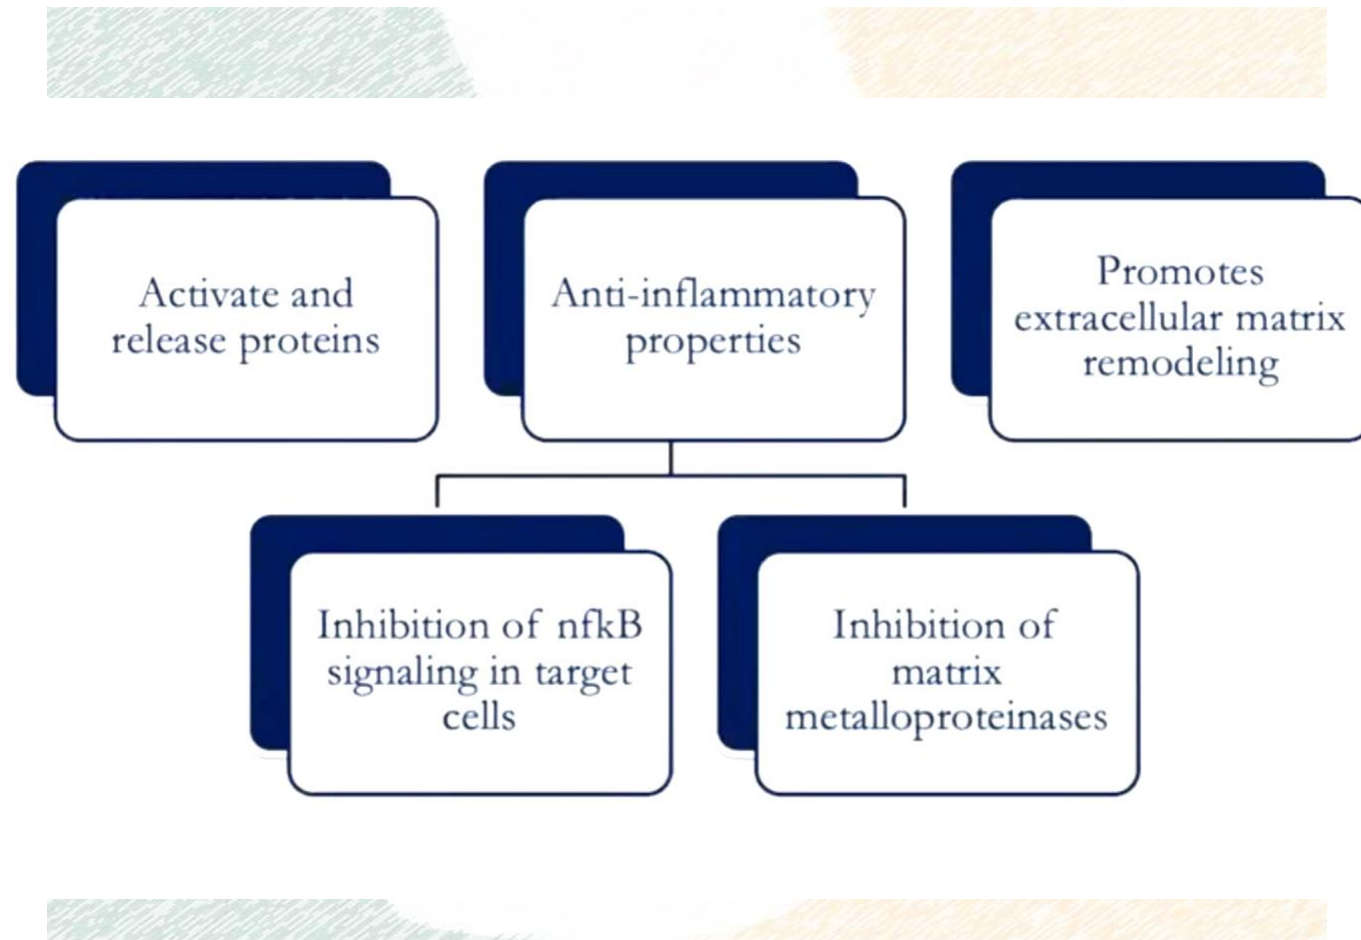 Activate and
release proteins
Anti-inflammatory
properties
Promotes
extracellular matrix
remodeling
Inhibition of nfkB
signaling in target
cells
Inhibition of
matrix
metalloproteinases